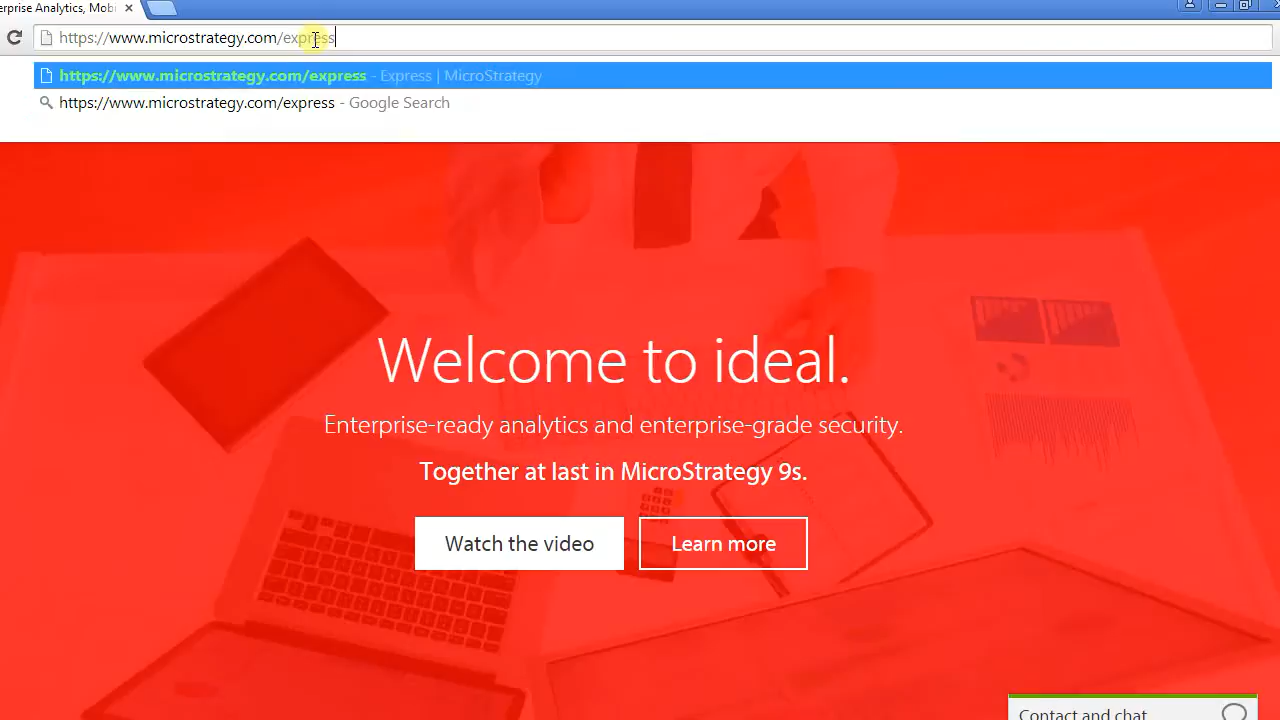 erprise Analytics, Mobi
https://www.microstrategy.com/express
https://www.microstrategy.com/express - Express | MicroStrategy
https://www.microstrategy.com/express - Google Search
Welcome to ideal.
Enterprise-ready analytics and enterprise-grade security.
Together at last in MicroStrategy 9s.
Watch the video
Learn more
Contact and chat